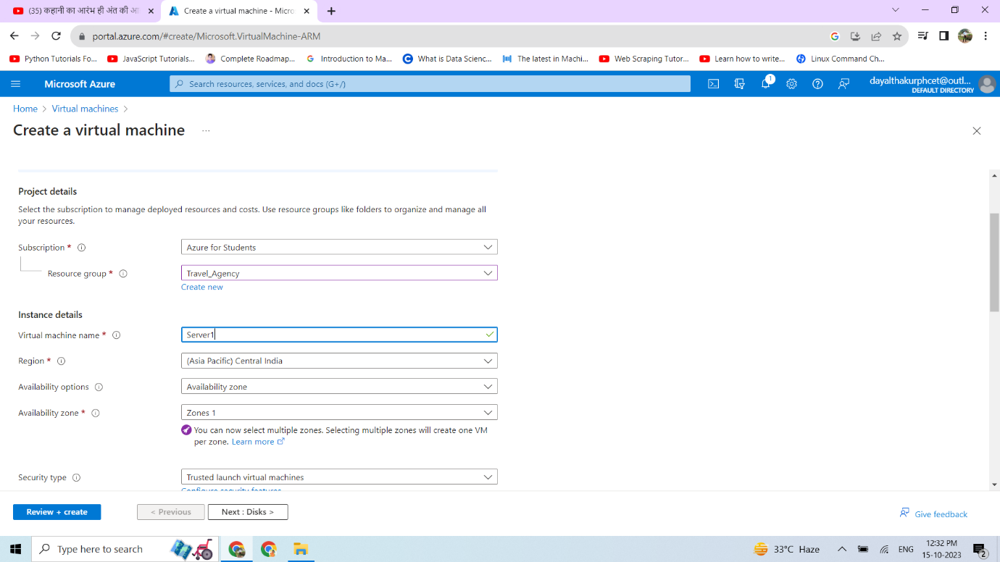 (35) कहानी का आरंभ ही अंत की
Create a virtual machine - Micro
portal.azure.com/#create/Microsoft.VirtualMachine-ARM
Python Tutorials Fo...
JavaScript Tutorials...
Complete Roadmap...
Introduction to Ma...
What is Data Scienc...
The latest in Machi...
Web Scraping Tutor...
Learn how to write...
Linux Command Ch...
Microsoft Azure
Search resources, services, and docs (G+/)
1
dayalthakurphcet@outl...
DEFAULT DIRECTORY
Home > Virtual machines >
Create a virtual machine ...
Project details
Select the subscription to manage deployed resources and costs. Use resource groups like folders to organize and manage all
your resources.
Subscription *
Azure for Students
Resource group *
Travel_Agency
Create new
Instance details
Virtual machine name *
Server1
Region *
(Asia Pacific) Central India
Availability options
Availability zone
Availability zone *
Zones 1
You can now select multiple zones. Selecting multiple zones will create one VM
per zone. Learn more
Security type
Trusted launch virtual machines
Configure security features
Review + create
< Previous
Next : Disks >
Give feedback
Type here to search
33°C Haze
ENG
12:32 PM
15-10-2023
2